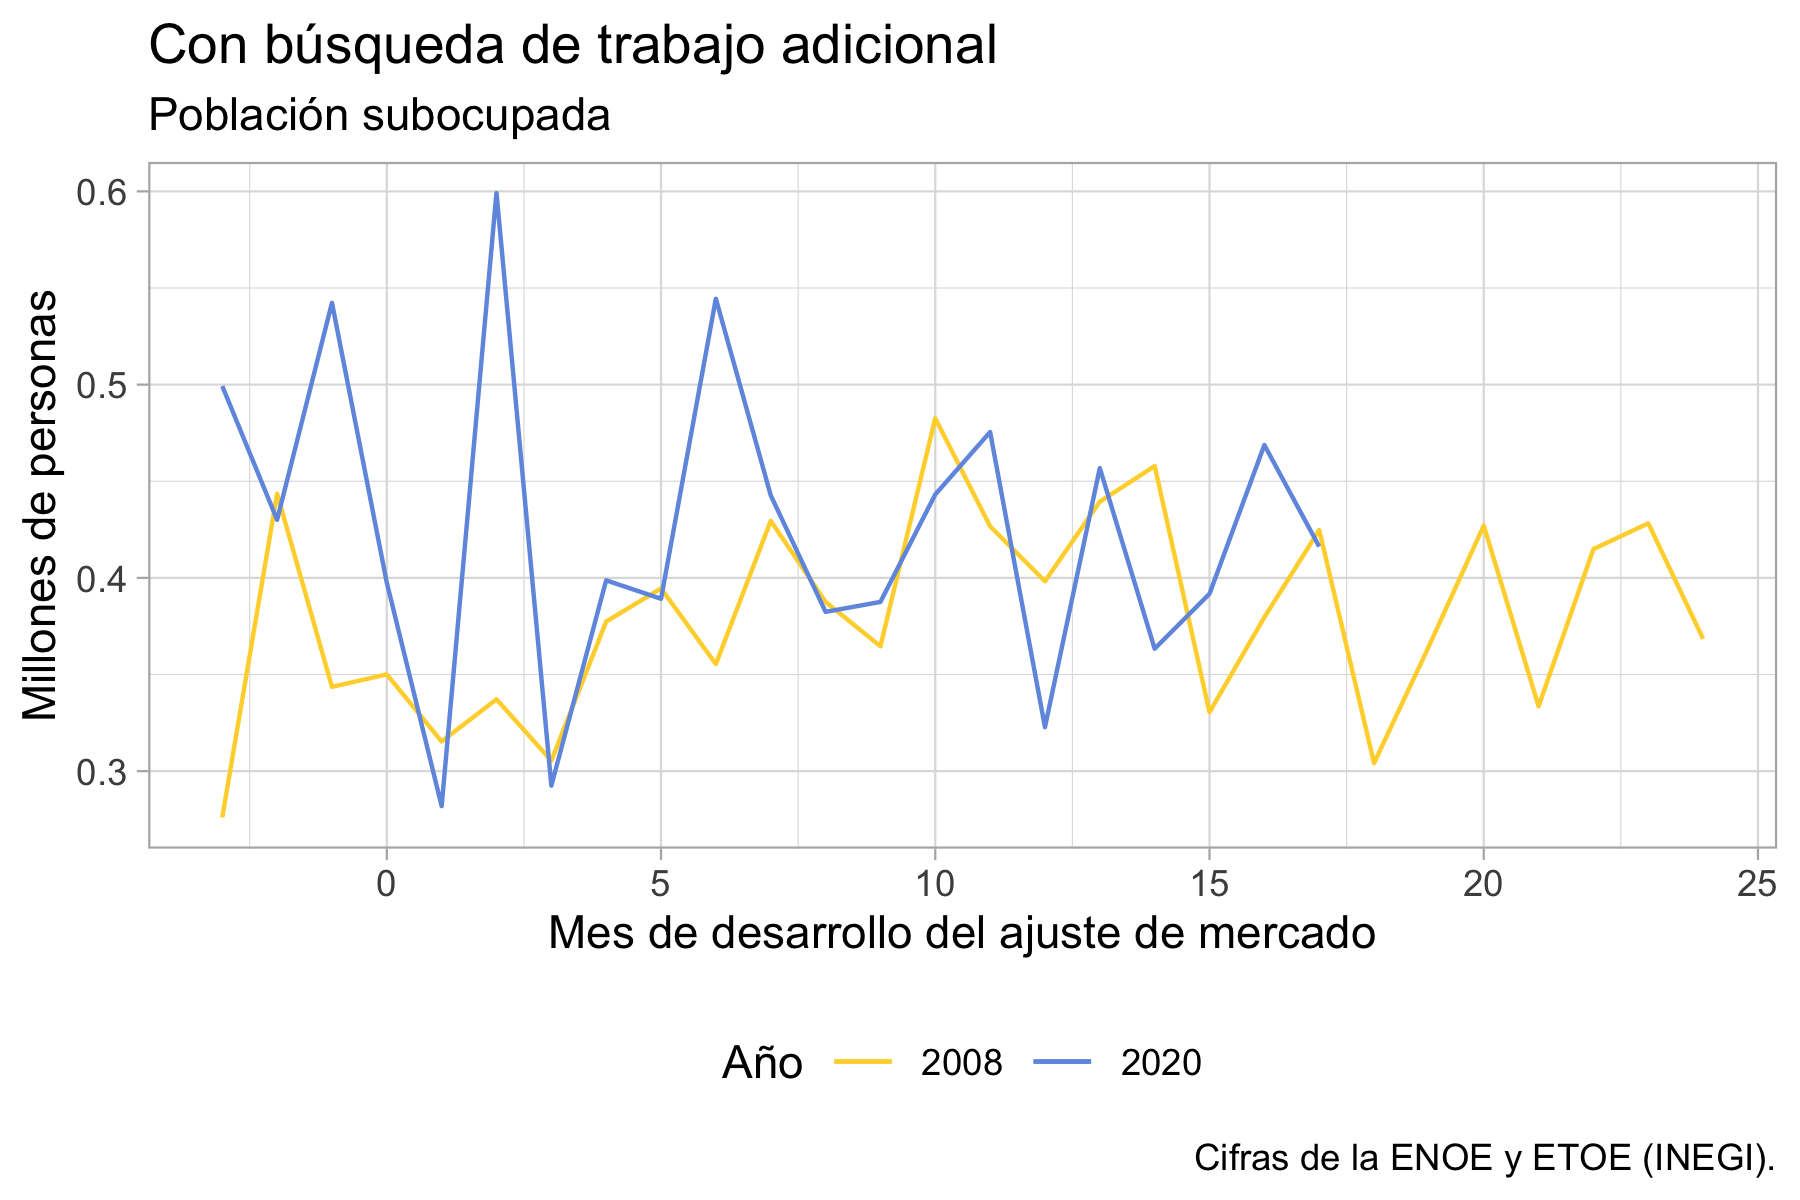 Con búsqueda de trabajo adicional
Población subocupada
Millones de personas
0.6
0.5
0.4
0.3
0 5 10 15 20 25
Mes de desarrollo del ajuste de mercado
Año 2008 2020
Cifras de la ENOE y ETOE (INEGI).